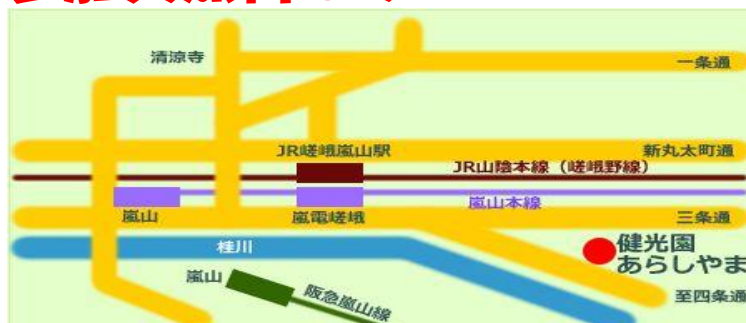 清涼寺
一条通
JR嵯峨嵐山駅
新丸太町通
JR山陰本線（嵯峨野線）
嵐山
嵐電嵯峨
嵐山本線
三条通
桂川
健光園
あらしやま
嵐山
阪急嵐山線
至四条通